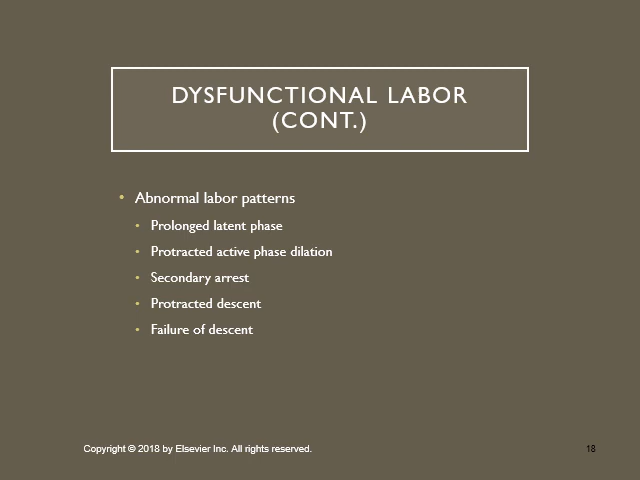 DYSFUNCTIONAL LABOR
(CONT.)
• Abnormal labor patterns
• Prolonged latent phase
• Protracted active phase dilation
• Secondary arrest
• Protracted descent
• Failure of descent
Copyright © 2018 by Elsevier Inc. All rights reserved.
18